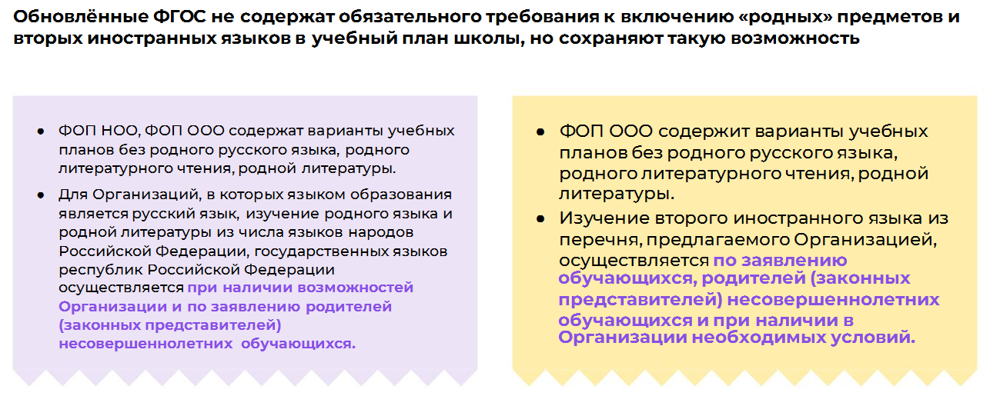 Обновлённые ФГОС не содержат обязательного требования к включению «родных» предметов и
вторых иностранных языков в учебный план школы, но сохраняют такую возможность
● ФОП НОО, ФОП ООО содержат варианты учебных
планов без родного русского языка, родного
литературного чтения, родной литературы.
● Для Организаций, в которых языком образования
является русский язык, изучение родного языка и
родной литературы из числа языков народов
Российской Федерации, государственных языков
республик Российской Федерации
осуществляется при наличии возможностей
Организации и по заявлению родителей
(законных представителей)
несовершеннолетних обучающихся.
● ФОП ООО содержит варианты учебных
планов без родного русского языка,
родного литературного чтения, родной
литературы.
● Изучение второго иностранного языка из
перечня, предлагаемого Организацией,
осуществляется по заявлению
обучающихся, родителей (законных
представителей) несовершеннолетних
обучающихся и при наличии в
Организации необходимых условий.